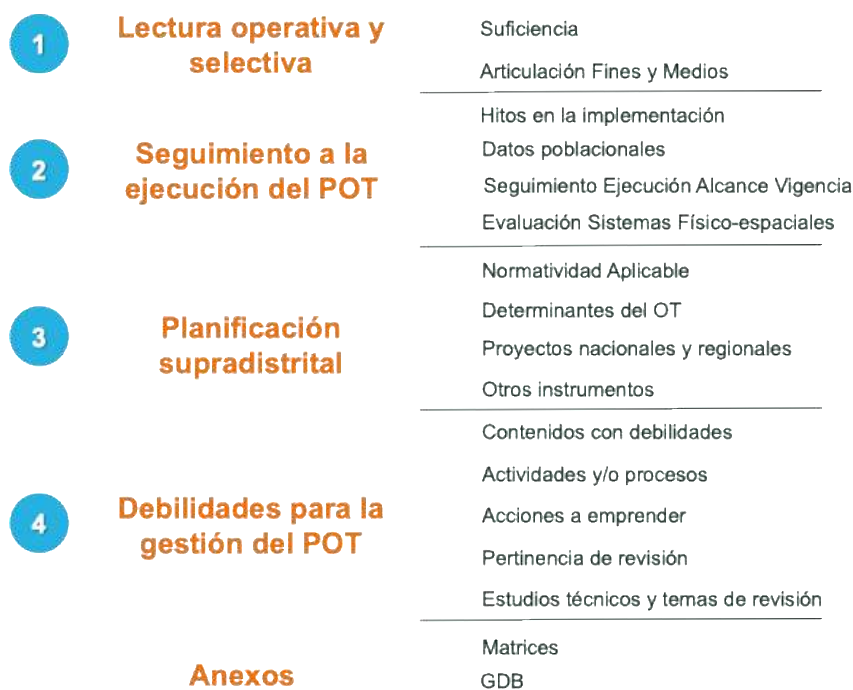 1
Lectura operativa y
selectiva
Suficiencia
Articulación Fines y Medios
2
Seguimiento a la
ejecución del POT
Hitos en la implementación
Datos poblacionales
Seguimiento Ejecución Alcance Vigencia
Evaluación Sistemas Físico-espaciales
3
Planificación
supradistrital
Normatividad Aplicable
Determinantes del OT
Proyectos nacionales y regionales
Otros instrumentos
4
Debilidades para la
gestión del POT
Contenidos con debilidades
Actividades y/o procesos
Acciones a emprender
Pertinencia de revisión
Estudios técnicos y temas de revisión
Anexos
Matrices
GDB